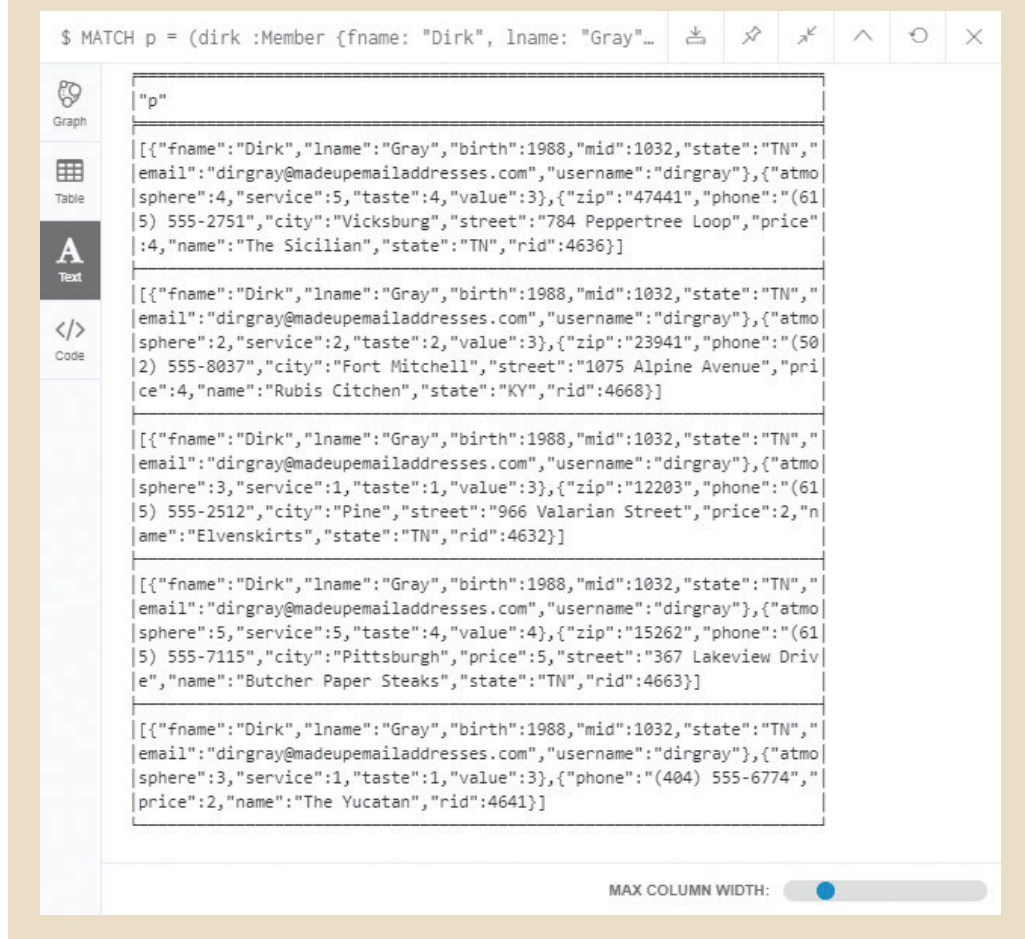 $ MATCH p = (dirk :Member {fname: "Dirk", lname: "Gray"…
Graph
Table
A
Text
</>
Code
"p"
[{"fname":"Dirk","lname":"Gray","birth":1988,"mid":1032,"state":"TN","
email":"dirgray@madeupemailaddresses.com","username":"dirgray"},{"atmo
sphere":4,"service":5,"taste":4,"value":3},{"zip":"47441","phone":"(61
5) 555-2751","city":"Vicksburg","street":"784 Peppertree Loop","price"
:4,"name":"The Sicilian","state":"TN","rid":4636}]
[{"fname":"Dirk","lname":"Gray","birth":1988,"mid":1032,"state":"TN","
email":"dirgray@madeupemailaddresses.com","username":"dirgray"},{"atmo
sphere":2,"service":2,"taste":2,"value":3},{"zip":"23941","phone":"(50
2) 555-8037","city":"Fort Mitchell","street":"1075 Alpine Avenue","pri
ce":4,"name":"Rubis Citchen","state":"KY","rid":4668}]
[{"fname":"Dirk","lname":"Gray","birth":1988,"mid":1032,"state":"TN","
email":"dirgray@madeupemailaddresses.com","username":"dirgray"},{"atmo
sphere":3,"service":1,"taste":1,"value":3},{"zip":"12203","phone":"(61
5) 555-2512","city":"Pine","street":"966 Valarian Street","price":2,"n
ame":"Elvenskirts","state":"TN","rid":4632}]
[{"fname":"Dirk","lname":"Gray","birth":1988,"mid":1032,"state":"TN","
email":"dirgray@madeupemailaddresses.com","username":"dirgray"},{"atmo
sphere":5,"service":5,"taste":4,"value":4},{"zip":"15262","phone":"(61
5) 555-7115","city":"Pittsburgh","price":5,"street":"367 Lakeview Driv
e","name":"Butcher Paper Steaks","state":"TN","rid":4663}]
[{"fname":"Dirk","lname":"Gray","birth":1988,"mid":1032,"state":"TN","
email":"dirgray@madeupemailaddresses.com","username":"dirgray"},{"atmo
sphere":3,"service":1,"taste":1,"value":3},{"phone":"(404) 555-6774","
price":2,"name":"The Yucatan","rid":4641}]
MAX COLUMN WIDTH: